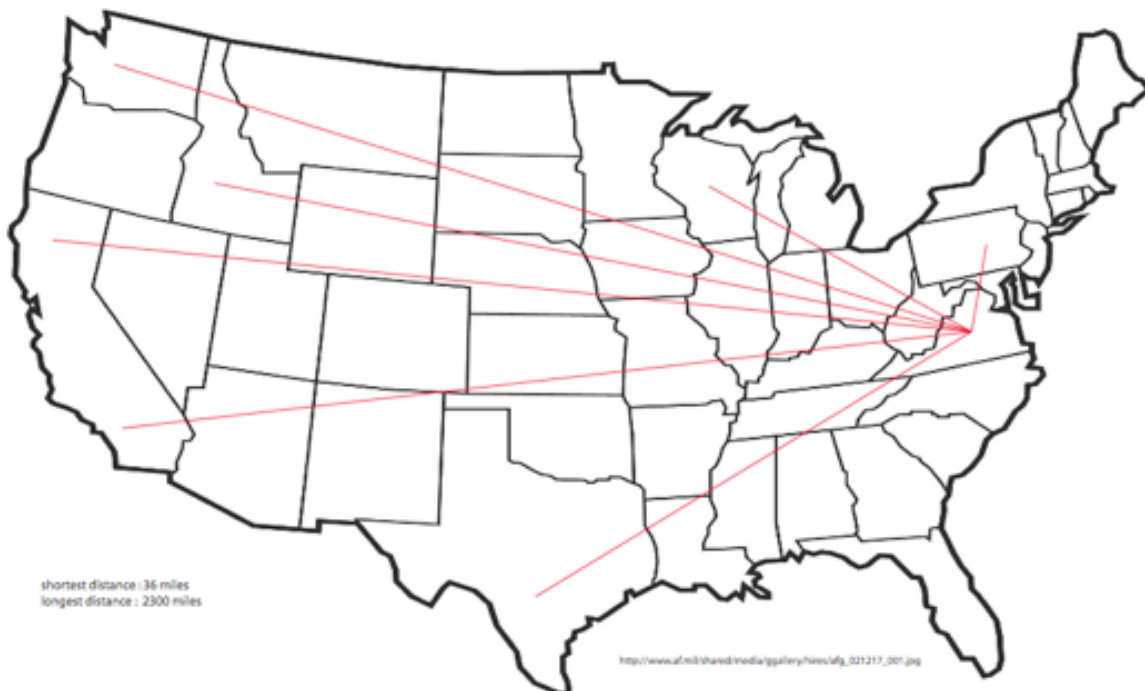 shortest distance : 36 miles
longest distance :  2300 miles
http://www.af.mil/shared/media/ggallery/hires/afg_021217_001.jpg